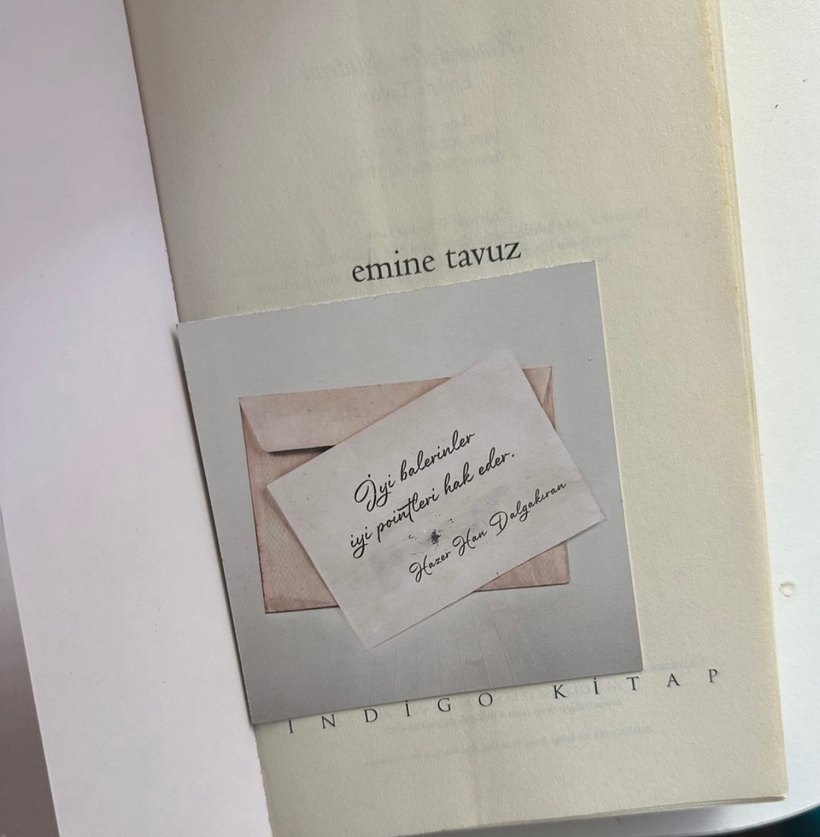 emine tavuz
İyi balerinler
iyi pointleri hak eder.
Hazer Han Dalgakıran
İNDİGO KİTAP